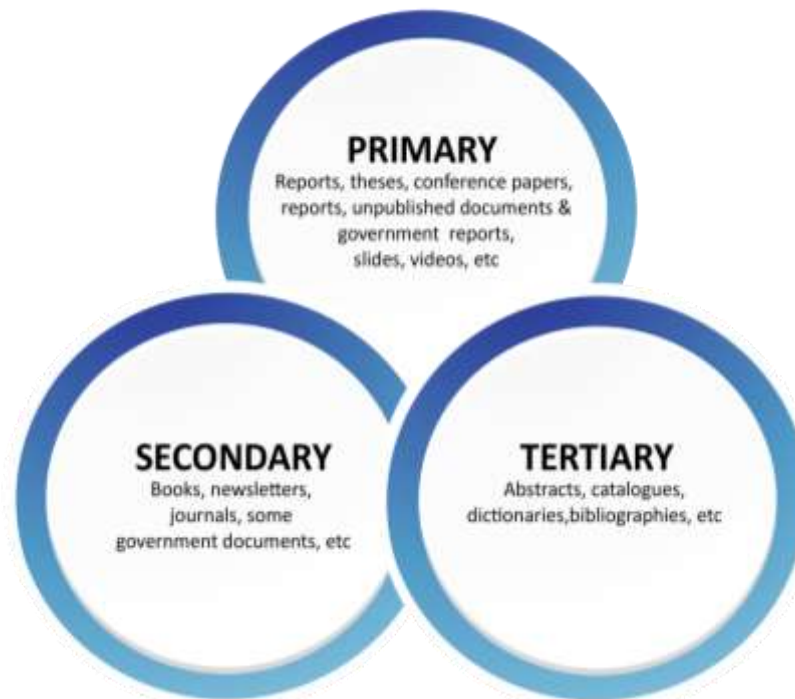 PRIMARY
Reports, theses, conference papers,
reports, unpublished documents &
government reports,
slides, videos, etc
SECONDARY
Books, newsletters,
journals, some
government documents, etc
TERTIARY
Abstracts, catalogues,
dictionaries,bibliographies, etc